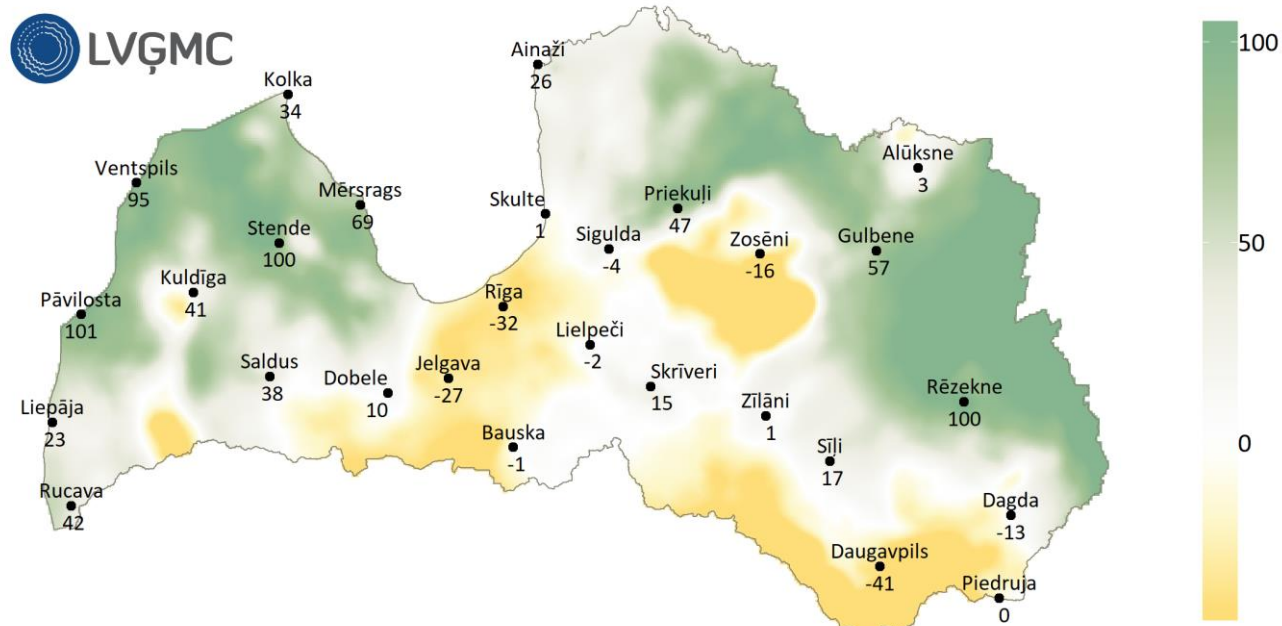 LVĢMC
Ainaži
26
100
Kolka
34
Alūksne
3
Ventspils
95
Mērsrags
69
Skulte
1
Priekuļi
47
Stende
100
Sigulda
-4
Zosēni
-16
Gulbene
57
50
Kuldīga
41
Rīga
-32
Pāvilosta
101
Lielpeči
-2
Saldus
38
Dobele
10
Jelgava
-27
Skrīveri
15
Rēzekne
100
Liepāja
23
Zīlāni
1
0
Bauska
-1
Sīļi
17
Rucava
42
Dagda
-13
Daugavpils
-41
Piedruja
0